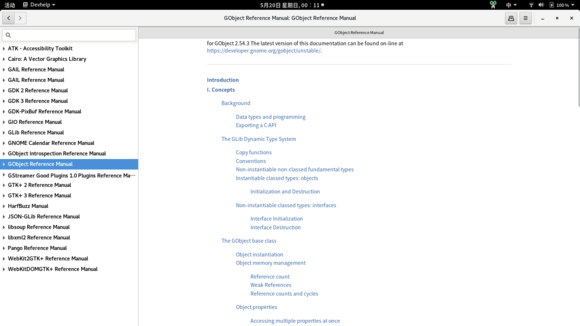 活动 Devhelp 5月20日 星期日, 00：11 中 100 %
GObject Reference Manual: GObject Reference Manual
GObject Reference Manual
ATK - Accessibility Toolkit
Cairo: A Vector Graphics Library
GAIL Reference Manual
GAIL Reference Manual
GDK 2 Reference Manual
GDK 3 Reference Manual
GDK-PixBuf Reference Manual
GIO Reference Manual
GLib Reference Manual
GNOME Calendar Reference Manual
GObject Introspection Reference Manual
GObject Reference Manual
GStreamer Good Plugins 1.0 Plugins Reference Ma…
GTK+ 2 Reference Manual
GTK+ 3 Reference Manual
HarfBuzz Manual
JSON-GLib Reference Manual
libsoup Reference Manual
libxml2 Reference Manual
Pango Reference Manual
WebKit2GTK+ Reference Manual
WebKitDOMGTK+ Reference Manual
for GObject 2.54.3 The latest version of this documentation can be found on-line at
https://developer.gnome.org/gobject/unstable/.
Introduction
I. Concepts
Background
Data types and programming
Exporting a C API
The GLib Dynamic Type System
Copy functions
Conventions
Non-instantiable non-classed fundamental types
Instantiable classed types: objects
Initialization and Destruction
Non-instantiable classed types: interfaces
Interface Initialization
Interface Destruction
The GObject base class
Object instantiation
Object memory management
Reference count
Weak References
Reference counts and cycles
Object properties
Accessing multiple properties at once